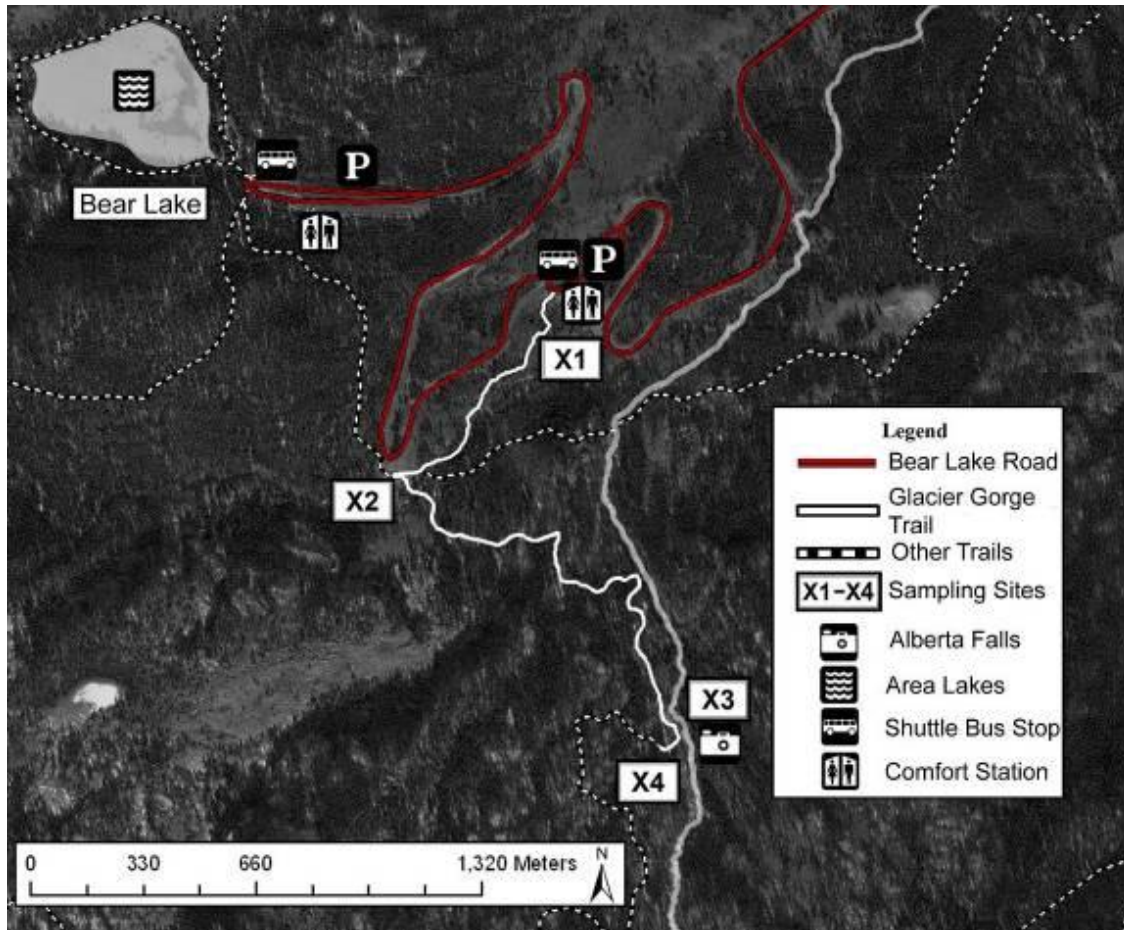 Bear Lake
P
P
X1
X2
X3
X4
Legend
Bear Lake Road
Glacier Gorge
Trail
Other Trails
X1-X4 Sampling Sites
Alberta Falls
Area Lakes
Shuttle Bus Stop
Comfort Station
0 330 660 1,320 Meters
N